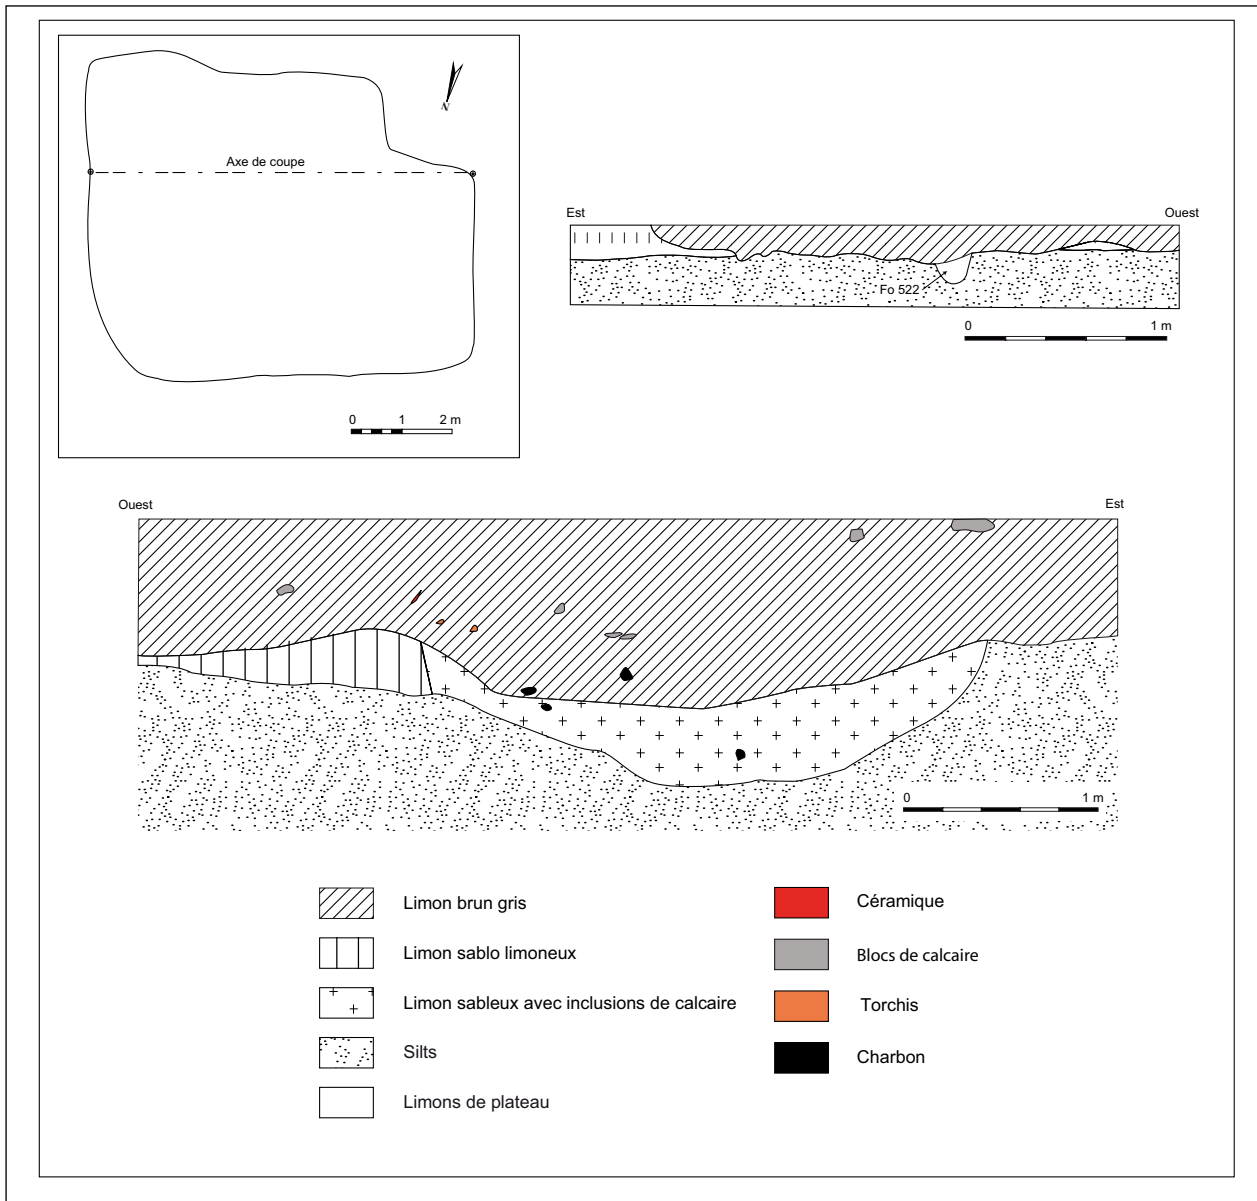 N
Axe de coupe
0 1 2 m
Est Ouest
Fo 522
0 1 m
Ouest Est
0 1 m
Limon brun gris
Limon sablo limoneux
Limon sableux avec inclusions de calcaire
Silts
Limons de plateau
Céramique
Blocs de calcaire
Torchis
Charbon